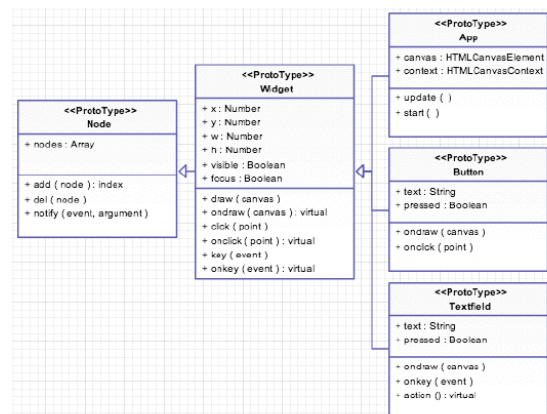 <<ProtoType>>
Node
+ nodes : Array
+ add ( node ) : index
+ del ( node )
+ notify ( event, argument )
<<ProtoType>>
Widget
+ x : Number
+ y : Number
+ w : Number
+ h : Number
+ visible : Boolean
+ focus : Boolean
+ draw ( canvas )
+ ondraw ( canvas ) : virtual
+ click ( point )
+ onclick ( point ) : virtual
+ key ( event )
+ onkey ( event ) : virtual
<<ProtoType>>
App
+ canvas : HTMLCanvasElement
+ context : HTMLCanvasContext
+ update ( )
+ start ( )
<<ProtoType>>
Button
+ text : String
+ pressed : Boolean
+ ondraw ( canvas )
+ onclick ( point )
<<ProtoType>>
Textfield
+ text : String
+ pressed : Boolean
+ ondraw ( canvas )
+ onkey ( event )
+ action () : virtual